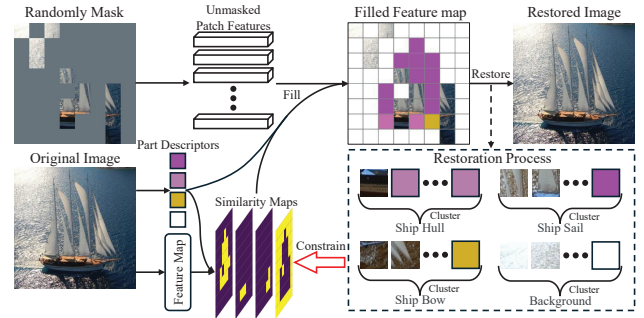 Randomly Mask
Unmasked
Patch Features
Filled Feature map
Restored Image
Fill
Restore
Original Image
Part Descriptors
Similarity Maps
Feature Map
Constrain
Restoration Process
Cluster
Ship Hull
Cluster
Ship Sail
Cluster
Ship Bow
Cluster
Background